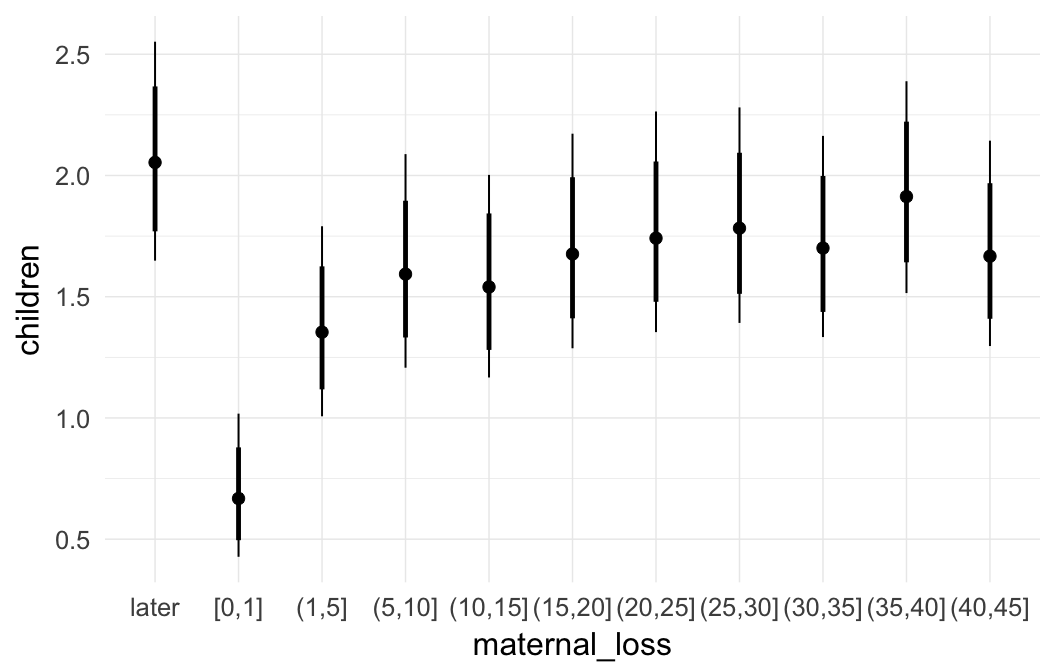 children
2.5
2.0
1.5
1.0
0.5
later [0,1] (1,5] (5,10] (10,15] (15,20] (20,25] (25,30] (30,35] (35,40] (40,45]
maternal_loss